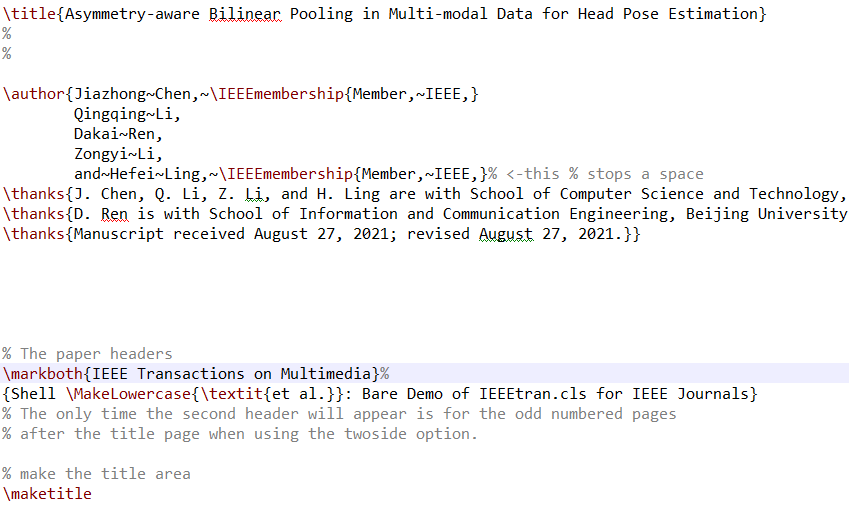 \title{Asymmetry-aware Bilinear Pooling in Multi-modal Data for Head Pose Estimation}
%
%
\author{Jiazhong~Chen,~\IEEEmembership{Member,~IEEE,}
Qingqing~Li,
Dakai~Ren,
Zongyi~Li,
and~Hefei~Ling,~\IEEEmembership{Member,~IEEE,}% <-this % stops a space
\thanks{J. Chen, Q. Li, Z. Li, and H. Ling are with School of Computer Science and Technology,
\thanks{D. Ren is with School of Information and Communication Engineering, Beijing University
\thanks{Manuscript received August 27, 2021; revised August 27, 2021.}}
% The paper headers
\markboth{IEEE Transactions on Multimedia}%
{Shell \MakeLowercase{\textit{et al.}}: Bare Demo of IEEEtran.cls for IEEE Journals}
% The only time the second header will appear is for the odd numbered pages
% after the title page when using the twoside option.
% make the title area
\maketitle